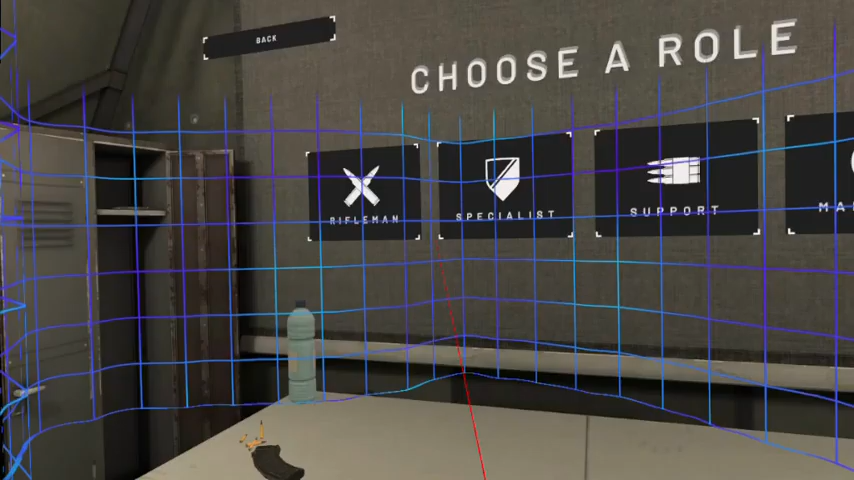 BACK
CHOOSE A ROLE
RIFLEMAN
SPECIALIST
SUPPORT